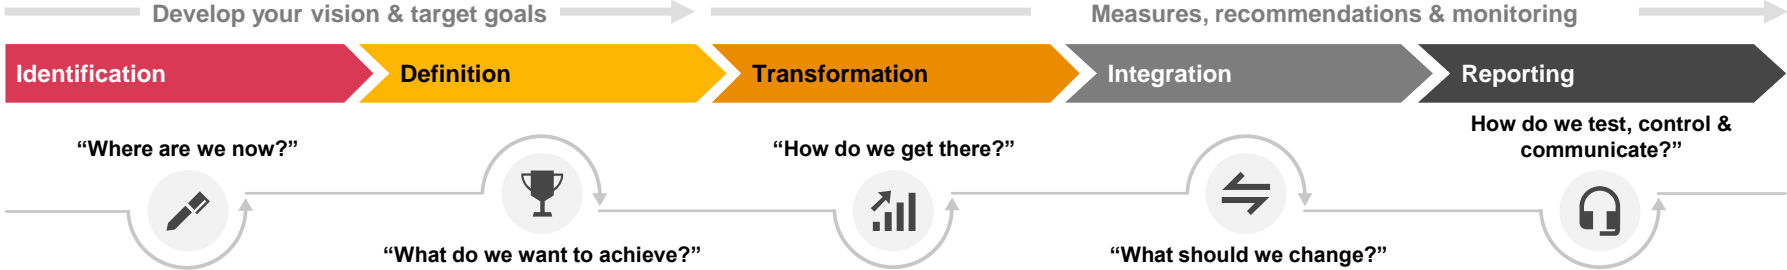 Develop your vision & target goals
Measures, recommendations & monitoring
Identification
Definition
Transformation
Integration
Reporting
“Where are we now?”
“What do we want to achieve?”
“How do we get there?”
“What should we change?”
How do we test, control &
communicate?”